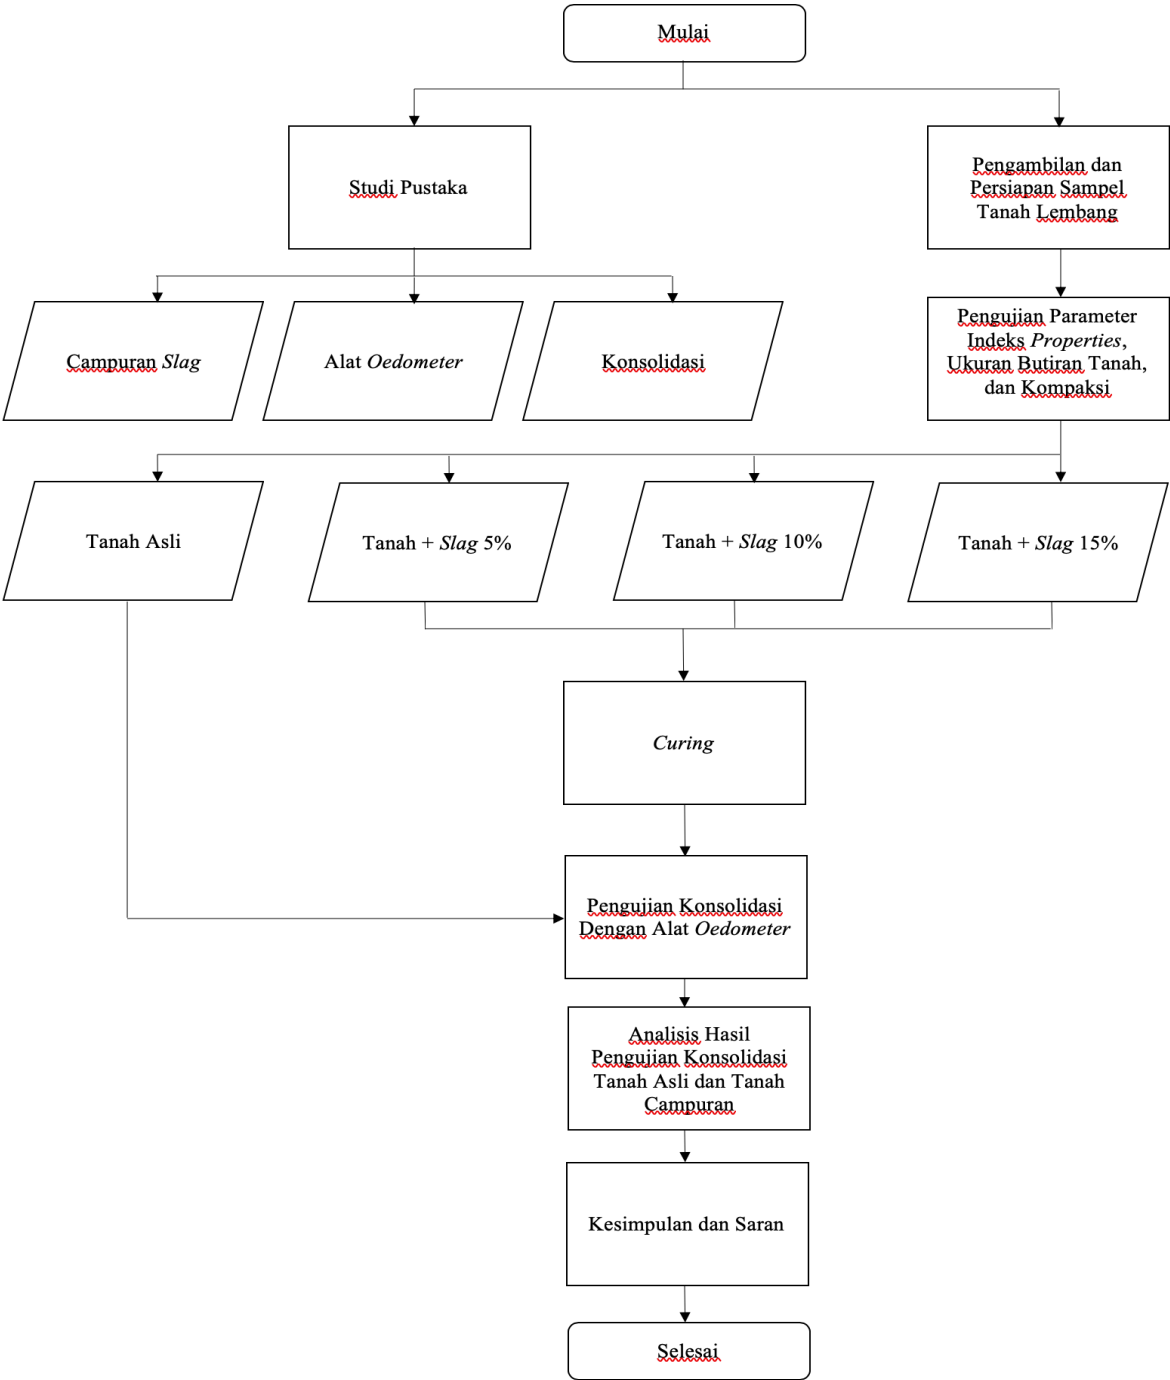 Mulai
Studi Pustaka
Pengambilan dan
Persiapan Sampel
Tanah Lembang
Campuran Slag
Alat Oedometer
Konsolidasi
Pengujian Parameter
Indeks Properties,
Ukuran Butiran Tanah,
dan Kompaksi
Tanah Asli
Tanah + Slag 5%
Tanah + Slag 10%
Tanah + Slag 15%
Curing
Pengujian Konsolidasi
Dengan Alat Oedometer
Analisis Hasil
Pengujian Konsolidasi
Tanah Asli dan Tanah
Campuran
Kesimpulan dan Saran
Selesai